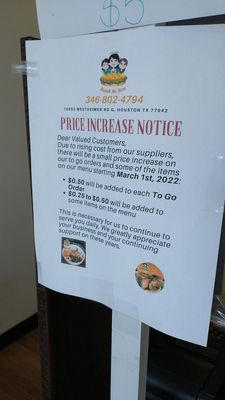 $5
346-802-4794
10603 WESTHEIMER RD G, HOUSTON TX 77042
PRICE INCREASE NOTICE
Dear Valued Customers,
Due to rising cost from our suppliers,
there will be a small price increase on
our to go orders and some of the items
on our menu starting March 1st, 2022:
• $0.50 will be added to each To Go
Order
• $0.25 to $0.50 will be added to
some items on the menu
This is necessary for us to continue to
serve you daily. We greatly appreciate
your business and your continuing
support on these years.